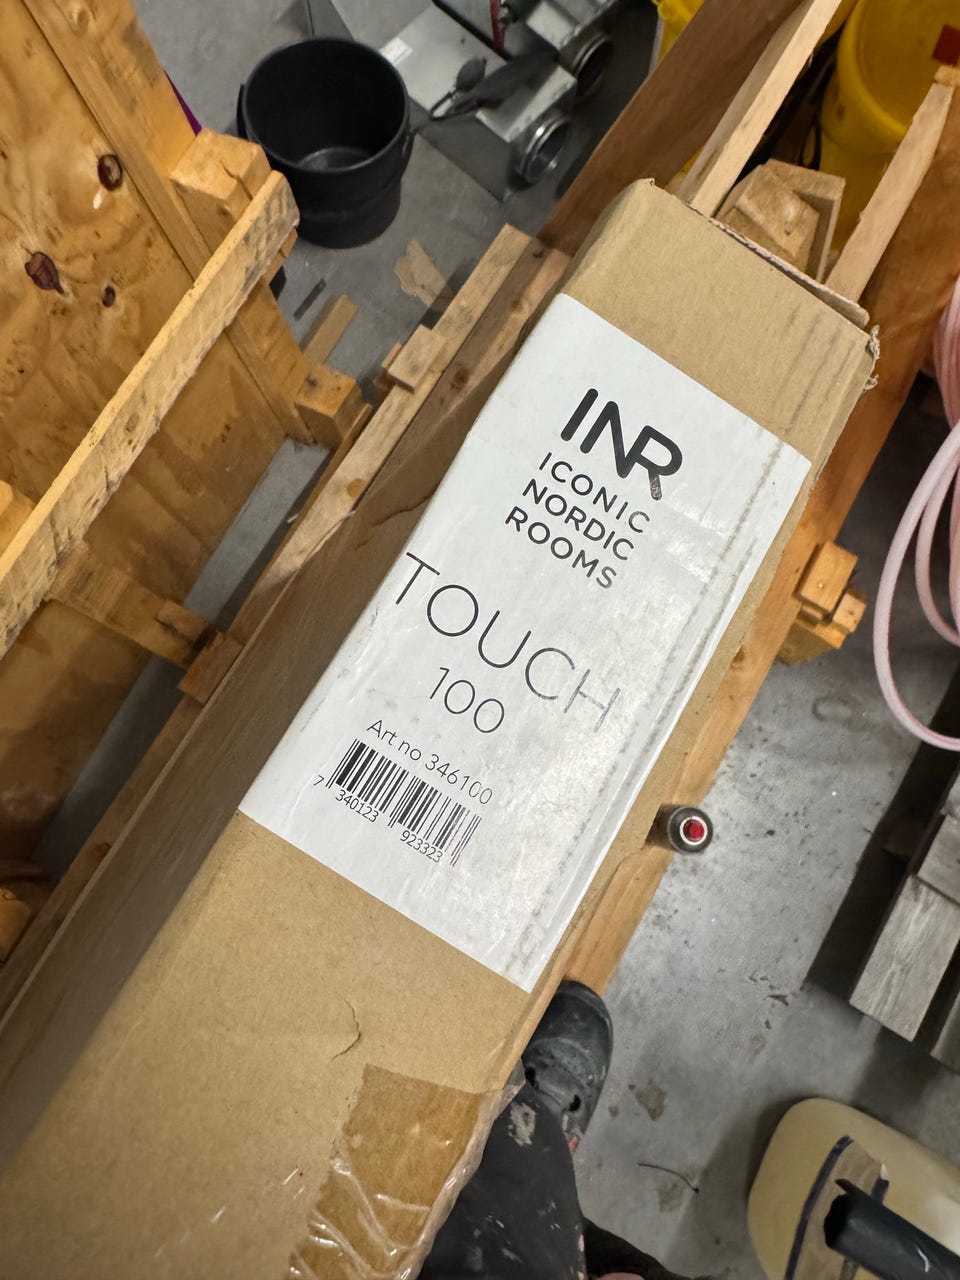 INR
ICONIC
NORDIC
ROOMS
TOUCH
100
Art no 346100
7 340123 923323